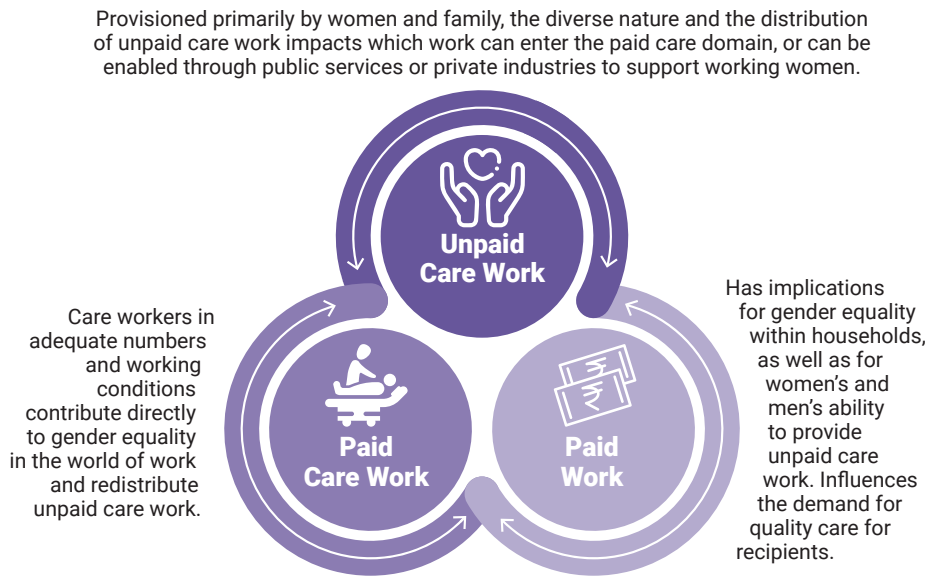 Provisioned primarily by women and family, the diverse nature and the distribution
of unpaid care work impacts which work can enter the paid care domain, or can be
enabled through public services or private industries to support working women.
Unpaid
Care Work
Care workers in
adequate numbers
and working
conditions
contribute directly
to gender equality
in the world of work
and redistribute
unpaid care work.
Paid
Care Work
₹
₹
Paid
Work
Has implications
for gender equality
within households,
as well as for
women’s and
men’s ability
to provide
unpaid care
work. Influences
the demand for
quality care for
recipients.